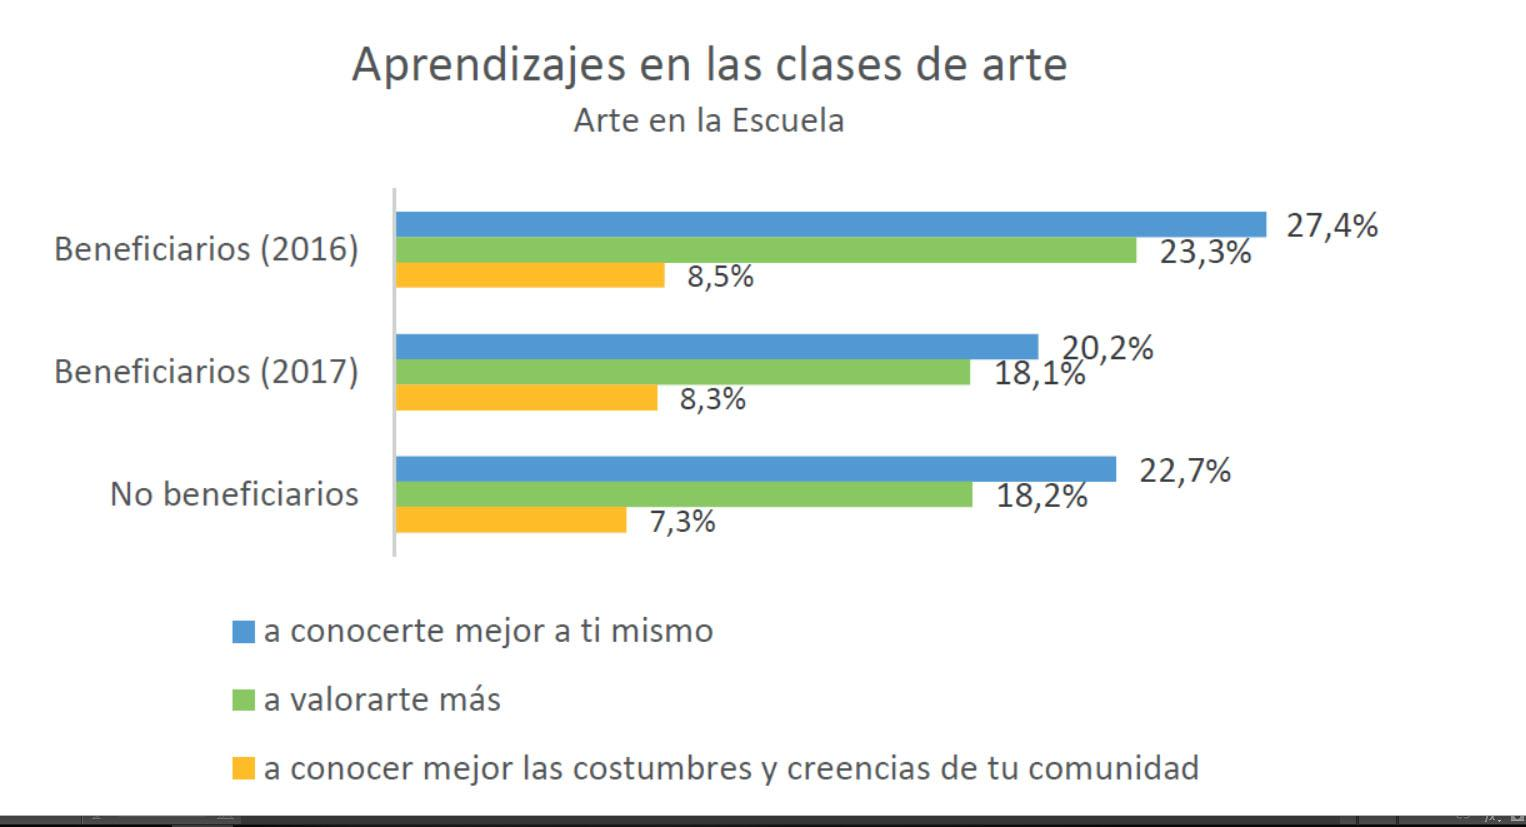 Aprendizajes en las clases de arte
Arte en la Escuela
Beneficiarios (2016)
27,4%
23,3%
8,5%
Beneficiarios (2017)
20,2%
18,1%
8,3%
No beneficiarios
22,7%
18,2%
7,3%
a conocerte mejor a ti mismo
a valorarte más
a conocer mejor las costumbres y creencias de tu comunidad